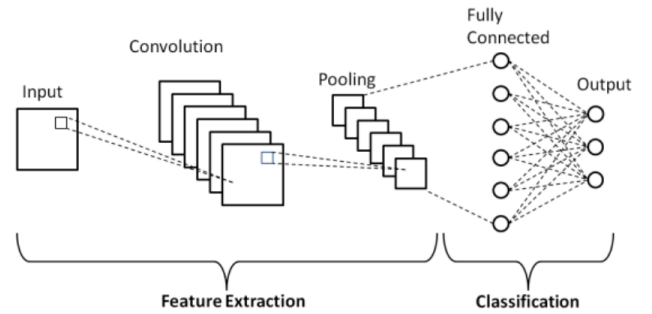 Fully
Connected
Convolution
Pooling
Output
Input
Feature Extraction
Classification